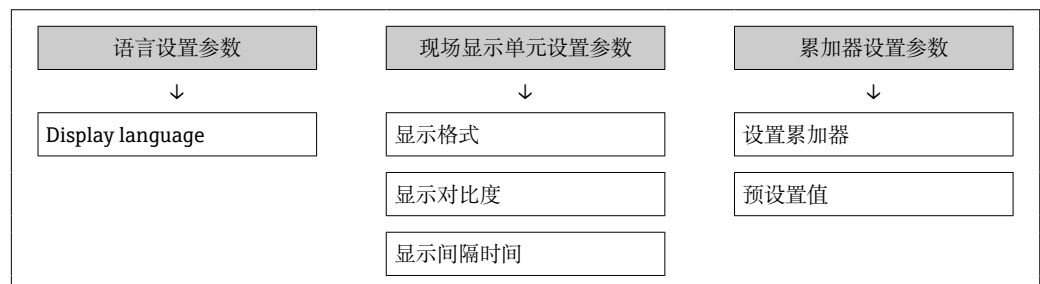 语言设置参数
现场显示单元设置参数
累加器设置参数
↓
↓
↓
Display language
显示格式
设置累加器
显示对比度
预设置值
显示间隔时间